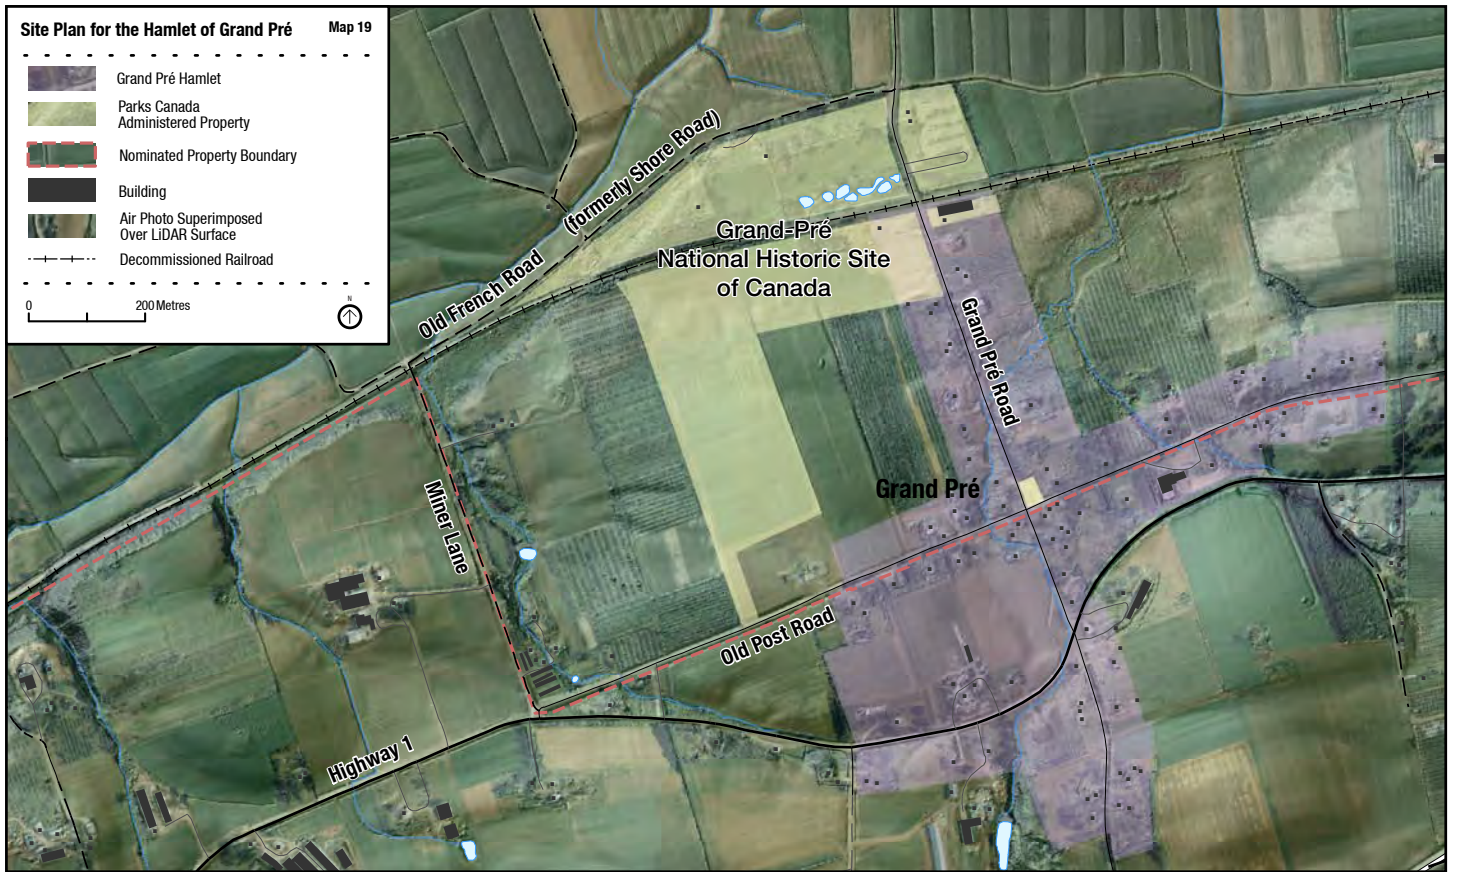 Site Plan for the Hamlet of Grand Pré
Map 19
Grand Pré Hamlet
Parks Canada
Administered Property
Nominated Property Boundary
Building
Air Photo Superimposed
Over LiDAR Surface
Decommissioned Railroad
0 200 Metres
N
Old French Road (formerly Shore Road)
Grand-Pré
National Historic Site
of Canada
Grand Pré Road
Miner Lane
Grand Pré
Old Post Road
Highway 1